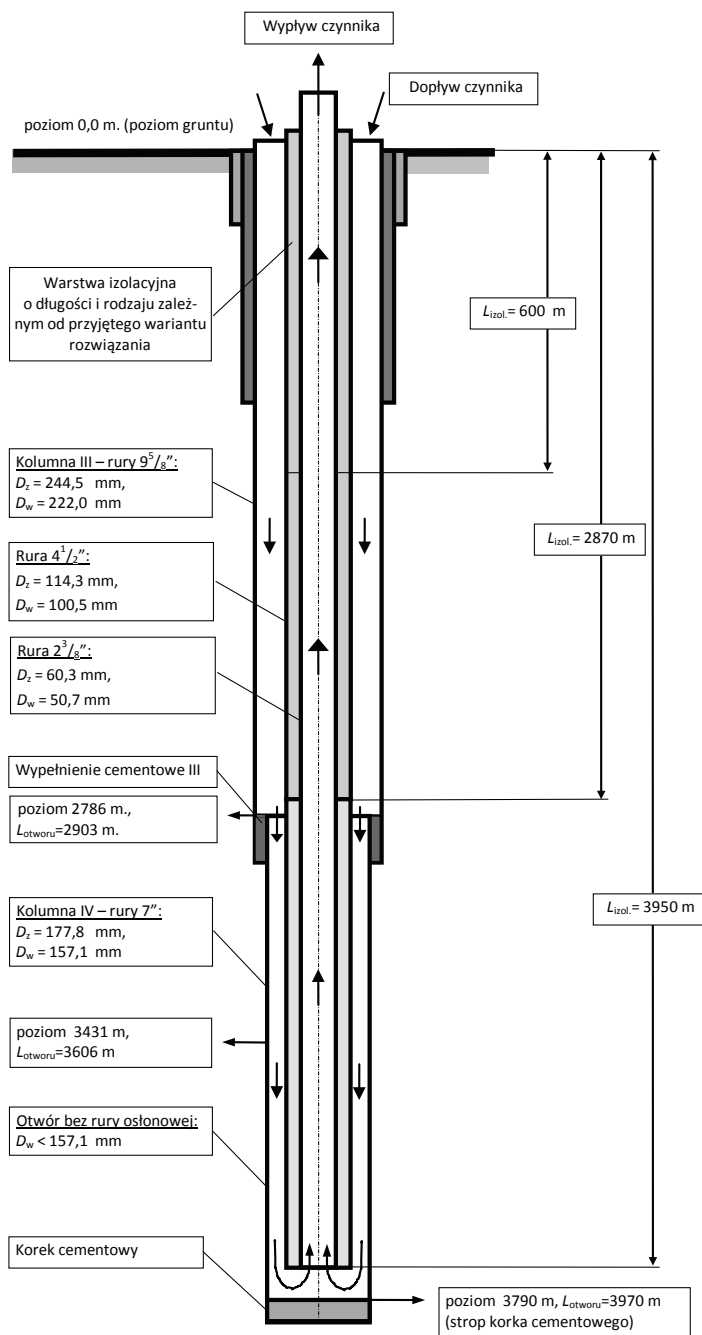 Wypływ czynnika
Dopływ czynnika
poziom 0,0 m. (poziom gruntu)
Warstwa izolacyjna
o długości i rodzaju zależ-
nym od przyjętego wariantu
rozwiązania
Lizol.= 600 m
Kolumna III – rury 9⁵/₈”:
Dz = 244,5 mm,
Dw = 222,0 mm
Lizol.= 2870 m
Rura 4¹/₂”:
Dz = 114,3 mm,
Dw = 100,5 mm
Rura 2³/₈”:
Dz = 60,3 mm,
Dw = 50,7 mm
Wypełnienie cementowe III
poziom 2786 m.,
Lotworu=2903 m.
Lizol.= 3950 m
Kolumna IV – rury 7”:
Dz = 177,8 mm,
Dw = 157,1 mm
poziom 3431 m,
Lotworu=3606 m
Otwór bez rury osłonowej:
Dw < 157,1 mm
Korek cementowy
poziom 3790 m, Lotworu=3970 m
(strop korka cementowego)